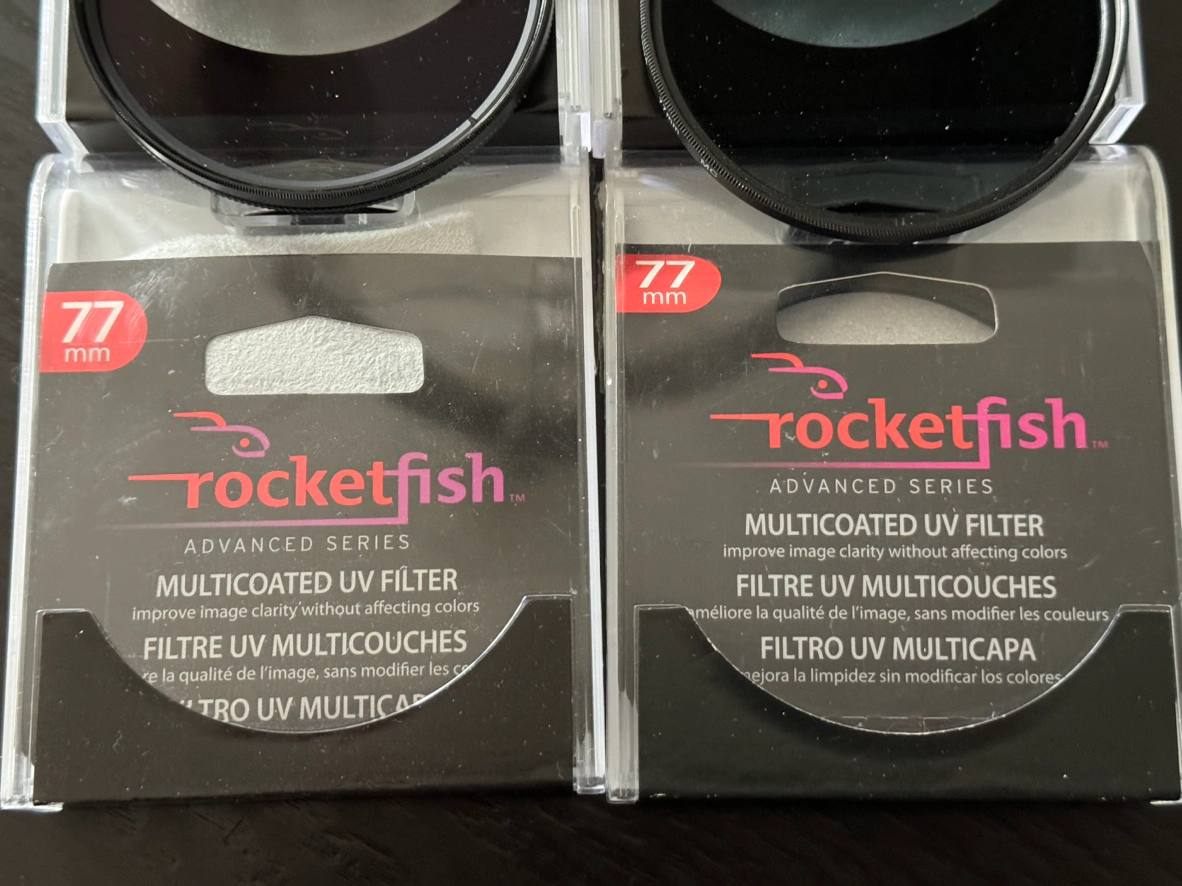 77
mm
rocketfish™
ADVANCED SERIES
MULTICOATED UV FILTER
improve image clarity without affecting colors
FILTRE UV MULTICOUCHES
la qualité de l'image, sans modifier les
UV
77
mm
rocketfish™
ADVANCED SERIES
MULTICOATED UV FILTER
improve image clarity without affecting colors
FILTRE UV MULTICOUCHES
améliore la qualité de l'image, sans modifier les couleurs
FILTRO UV MULTICAPA
mejora la limpidez sin modificar los colores